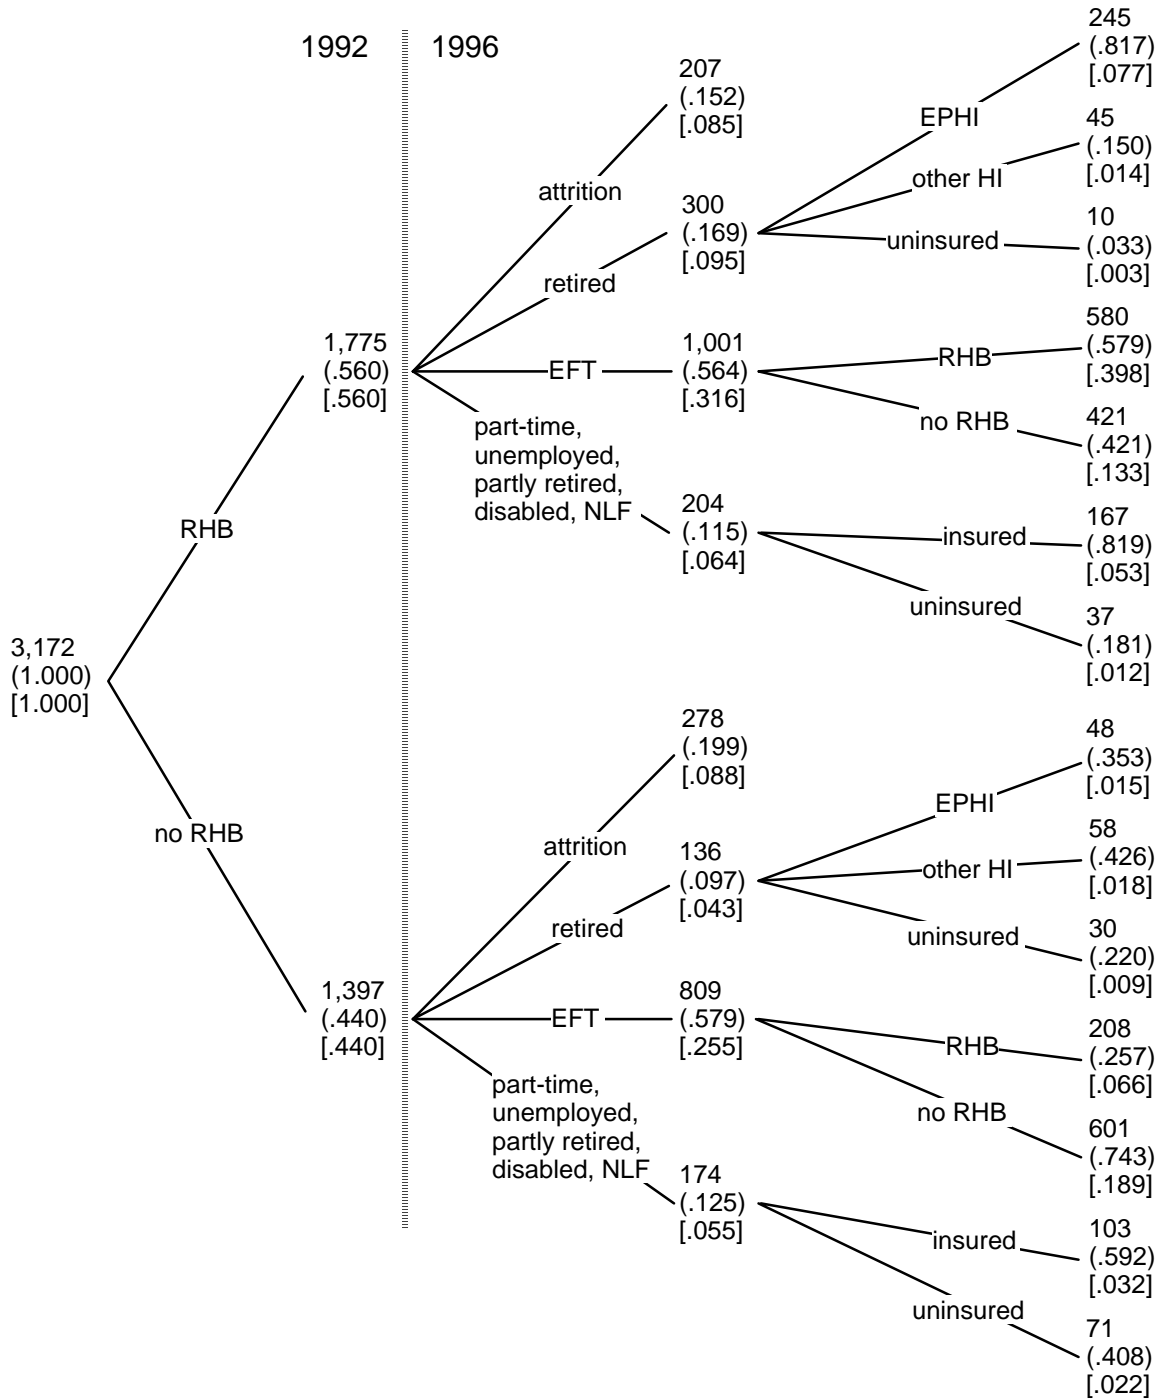 1992
1996
3,172
(1.000)
[1.000]
RHB
no RHB
1,775
(.560)
[.560]
attrition
retired
EFT
part-time,
unemployed,
partly retired,
disabled, NLF
207
(.152)
[.085]
300
(.169)
[.095]
1,001
(.564)
[.316]
204
(.115)
[.064]
EPHI
other HI
uninsured
RHB
no RHB
insured
uninsured
245
(.817)
[.077]
45
(.150)
[.014]
10
(.033)
[.003]
580
(.579)
[.398]
421
(.421)
[.133]
167
(.819)
[.053]
37
(.181)
[.012]
1,397
(.440)
[.440]
attrition
retired
EFT
part-time,
unemployed,
partly retired,
disabled, NLF
278
(.199)
[.088]
136
(.097)
[.043]
809
(.579)
[.255]
174
(.125)
[.055]
EPHI
other HI
uninsured
RHB
no RHB
insured
uninsured
48
(.353)
[.015]
58
(.426)
[.018]
30
(.220)
[.009]
208
(.257)
[.066]
601
(.743)
[.189]
103
(.592)
[.032]
71
(.408)
[.022]